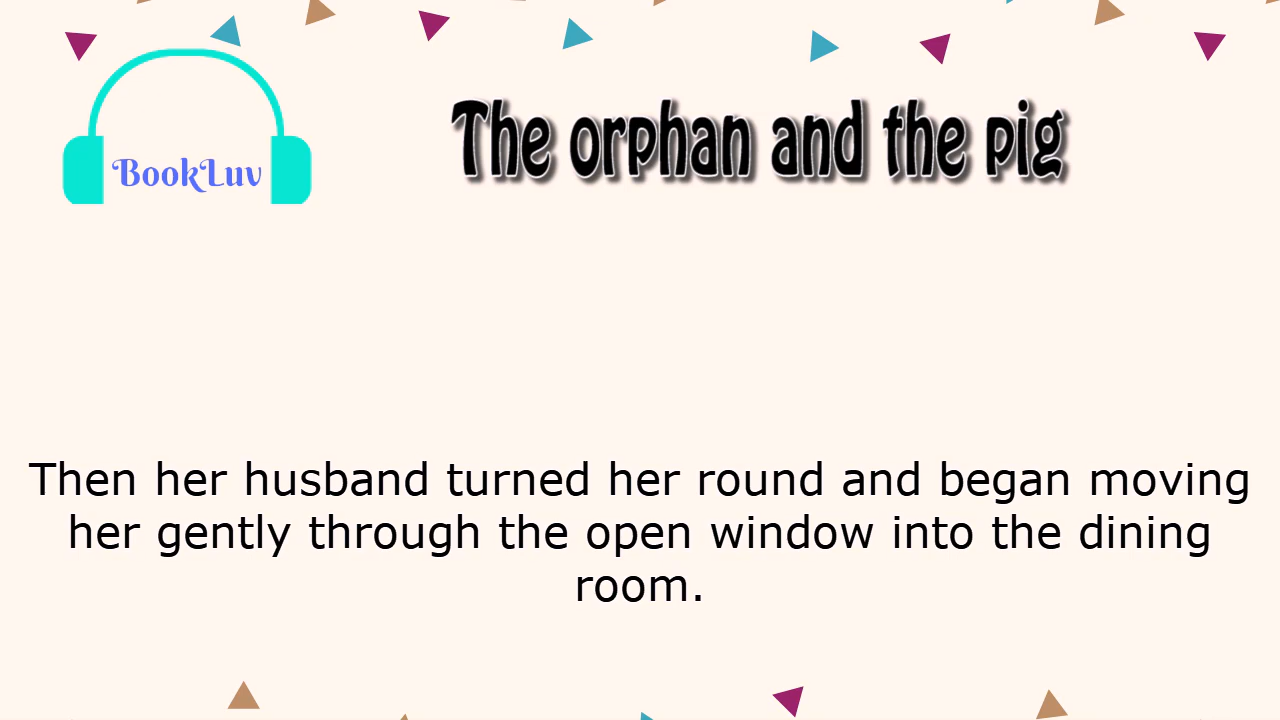 The orphan and the pig
BookLuv
Then her husband turned her round and began moving
her gently through the open window into the dining
room.